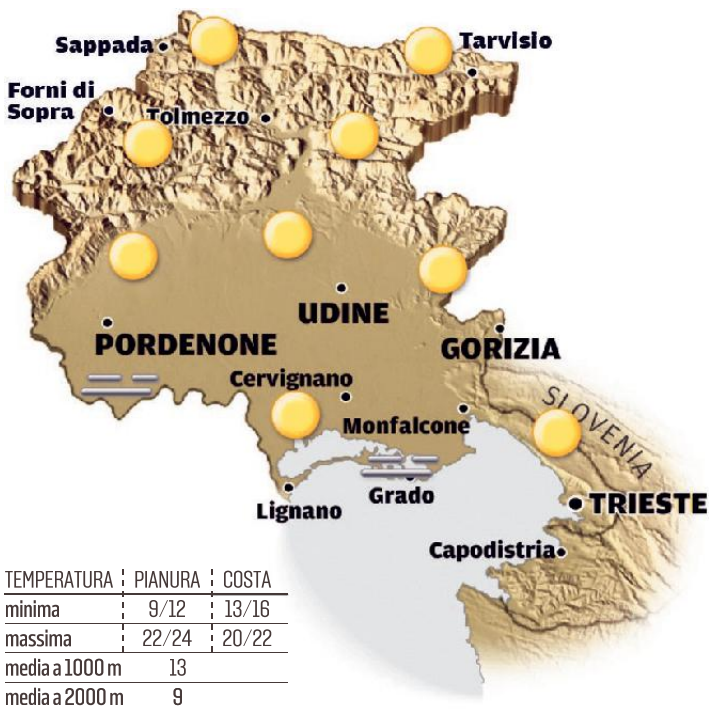 Sappada
Tarvisio
Forni di
Sopra
Tolmezzo
UDINE
PORDENONE
GORIZIA
Cervignano
SLOVENIA
Monfalcone
Grado
Lignano
TRIESTE
Capodistria
TEMPERATURA PIANURA COSTA
minima 9/12 13/16
massima 22/24 20/22
media a 1000 m 13
media a 2000 m 9